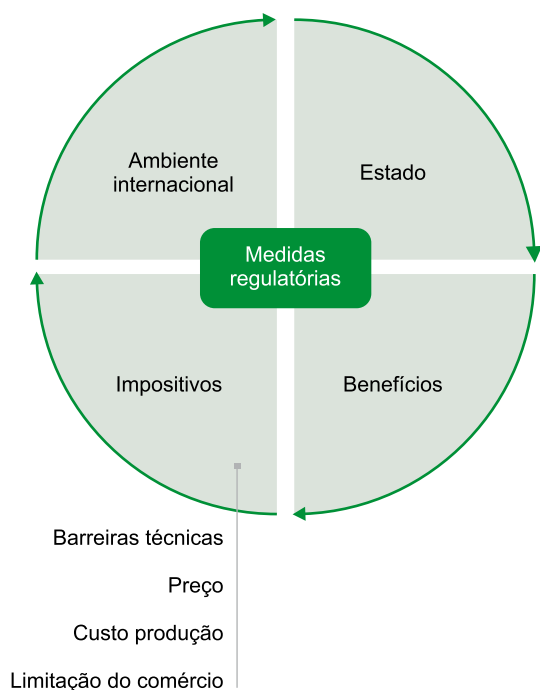 Ambiente
internacional
Estado
Medidas
regulatórias
Impositivos
Benefícios
Barreiras técnicas
Preço
Custo produção
Limitação do comércio